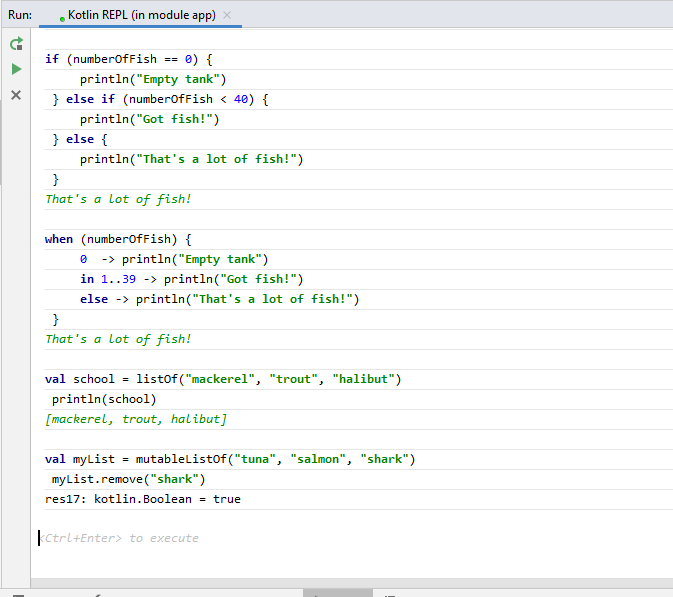 Run: Kotlin REPL (in module app)
if (numberOfFish == 0) {
println("Empty tank")
} else if (numberOfFish < 40) {
println("Got fish!")
} else {
println("That's a lot of fish!")
}
That's a lot of fish!
when (numberOfFish) {
0 -> println("Empty tank")
in 1..39 -> println("Got fish!")
else -> println("That's a lot of fish!")
}
That's a lot of fish!
val school = listOf("mackerel", "trout", "halibut")
println(school)
[mackerel, trout, halibut]
val myList = mutableListOf("tuna", "salmon", "shark")
myList.remove("shark")
res17: kotlin.Boolean = true
<Ctrl+Enter> to execute